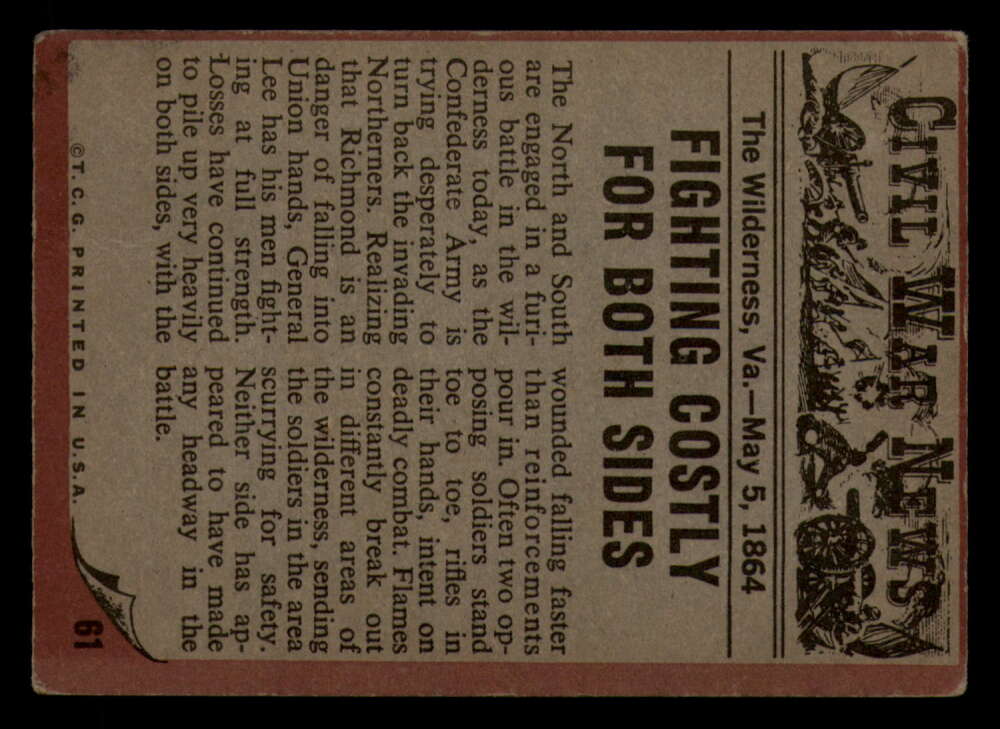 CIVIL WAR NEWS
The Wilderness, Va.—May 5, 1864
FIGHTING COSTLY
FOR BOTH SIDES
The North and South
are engaged in a furi-
ous battle in the wil-
derness today, as the
Confederate Army is
trying desperately to
turn back the invading
Northerners. Realizing
that Richmond is in
danger of falling into
Union hands, General
Lee has his men fight-
ing at full strength.
Losses have continued
to pile up very heavily
on both sides, with the
wounded falling faster
than reinforcements
pour in. Often two op-
posing soldiers stand
toe to toe, rifles in
their hands, intent on
deadly combat. Flames
constantly break out
in different areas of
the wilderness, sending
the soldiers in the area
scurrying for safety.
Neither side has ap-
peared to have made
any headway in the
battle.
©T.C.G. PRINTED IN U.S.A.
61